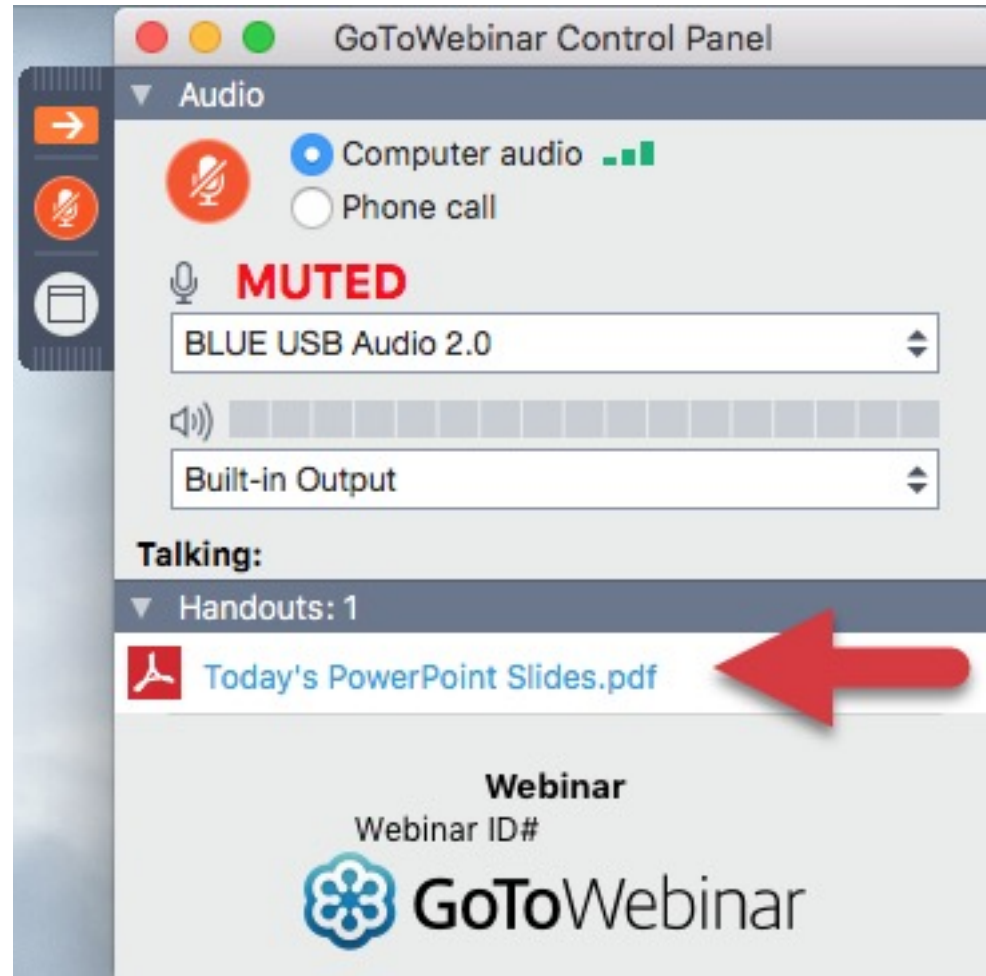 GoToWebinar Control Panel
Audio
Computer audio
Phone call
MUTED
BLUE USB Audio 2.0
Built-in Output
Talking:
Handouts: 1
Today's PowerPoint Slides.pdf
Webinar
Webinar ID#
GoToWebinar